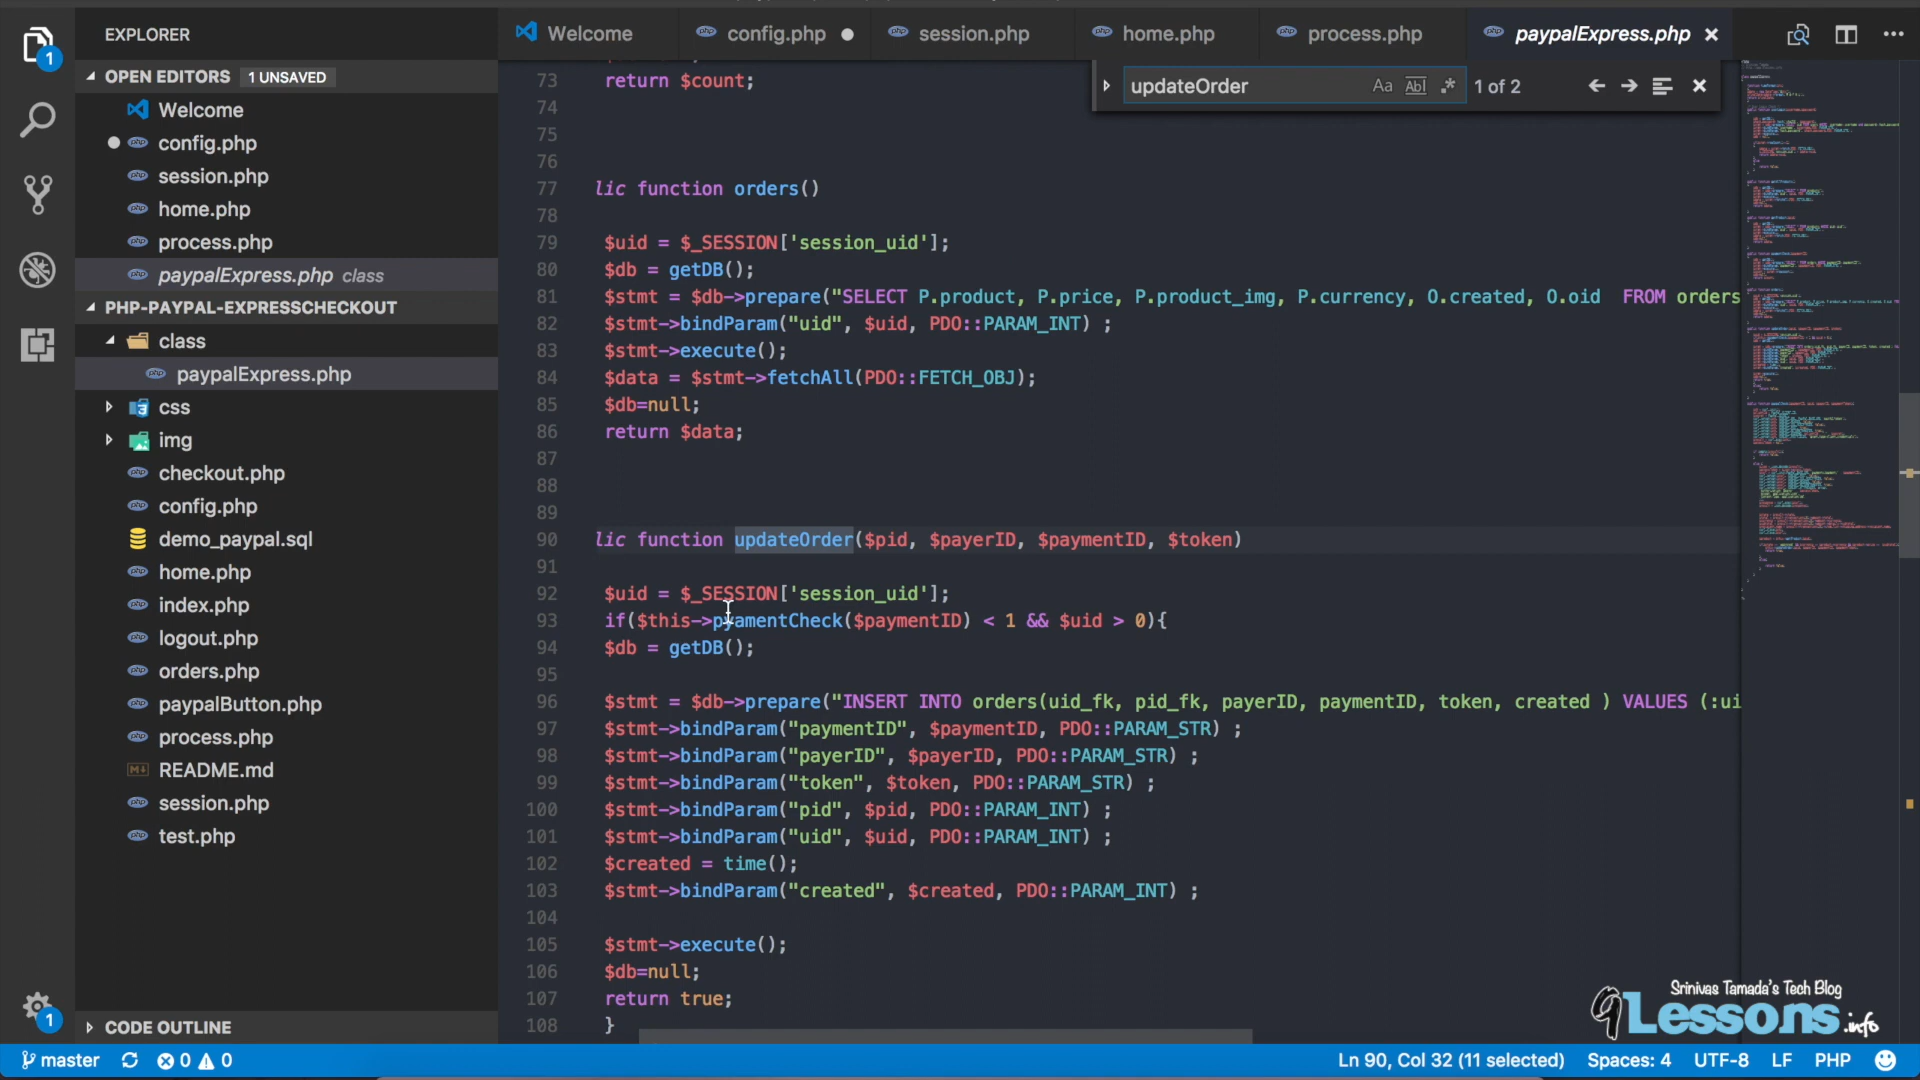 EXPLORER
OPEN EDITORS 1 UNSAVED
Welcome
config.php
session.php
home.php
process.php
paypalExpress.php class
PHP-PAYPAL-EXPRESSCHECKOUT
class
paypalExpress.php
css
img
checkout.php
config.php
demo_paypal.sql
home.php
index.php
logout.php
orders.php
paypalButton.php
process.php
README.md
session.php
test.php
CODE OUTLINE
1
1
Welcome
config.php
session.php
home.php
process.php
paypalExpress.php
updateOrder Aa Abl .* 1 of 2
73 return $count;
74
75
76
77 lic function orders()
78
79 $uid = $_SESSION['session_uid'];
80 $db = getDB();
81 $stmt = $db->prepare("SELECT P.product, P.price, P.product_img, P.currency, O.created, O.oid  FROM orders
82 $stmt->bindParam("uid", $uid, PDO::PARAM_INT) ;
83 $stmt->execute();
84 $data = $stmt->fetchAll(PDO::FETCH_OBJ);
85 $db=null;
86 return $data;
87
88
89
90 lic function updateOrder($pid, $payerID, $paymentID, $token)
91
92 $uid = $_SESSION['session_uid'];
93 if($this->pyamentCheck($paymentID) < 1 && $uid > 0){
94 $db = getDB();
95
96 $stmt = $db->prepare("INSERT INTO orders(uid_fk, pid_fk, payerID, paymentID, token, created ) VALUES (:ui
97 $stmt->bindParam("paymentID", $paymentID, PDO::PARAM_STR) ;
98 $stmt->bindParam("payerID", $payerID, PDO::PARAM_STR) ;
99 $stmt->bindParam("token", $token, PDO::PARAM_STR) ;
100 $stmt->bindParam("pid", $pid, PDO::PARAM_INT) ;
101 $stmt->bindParam("uid", $uid, PDO::PARAM_INT) ;
102 $created = time();
103 $stmt->bindParam("created", $created, PDO::PARAM_INT) ;
104
105 $stmt->execute();
106 $db=null;
107 return true;
108 }
Srinivas Tamada's Tech Blog
9Lessons.info
master 0 0
Ln 90, Col 32 (11 selected) Spaces: 4 UTF-8 LF PHP